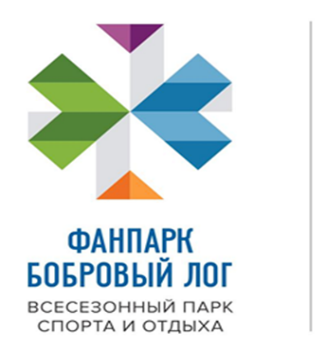 ФАНПАРК
БОБРОВЫЙ ЛОГ
ВСЕСЕЗОННЫЙ ПАРК
СПОРТА И ОТДЫХА